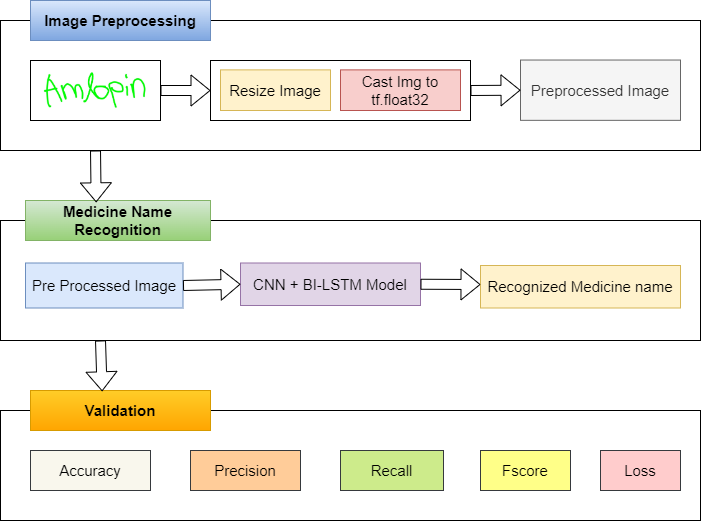 Image Preprocessing
Amlopin
Resize Image
Cast Img to
tf.float32
Preprocessed Image
Medicine Name
Recognition
Pre Processed Image
CNN + BI-LSTM Model
Recognized Medicine name
Validation
Accuracy
Precision
Recall
Fscore
Loss